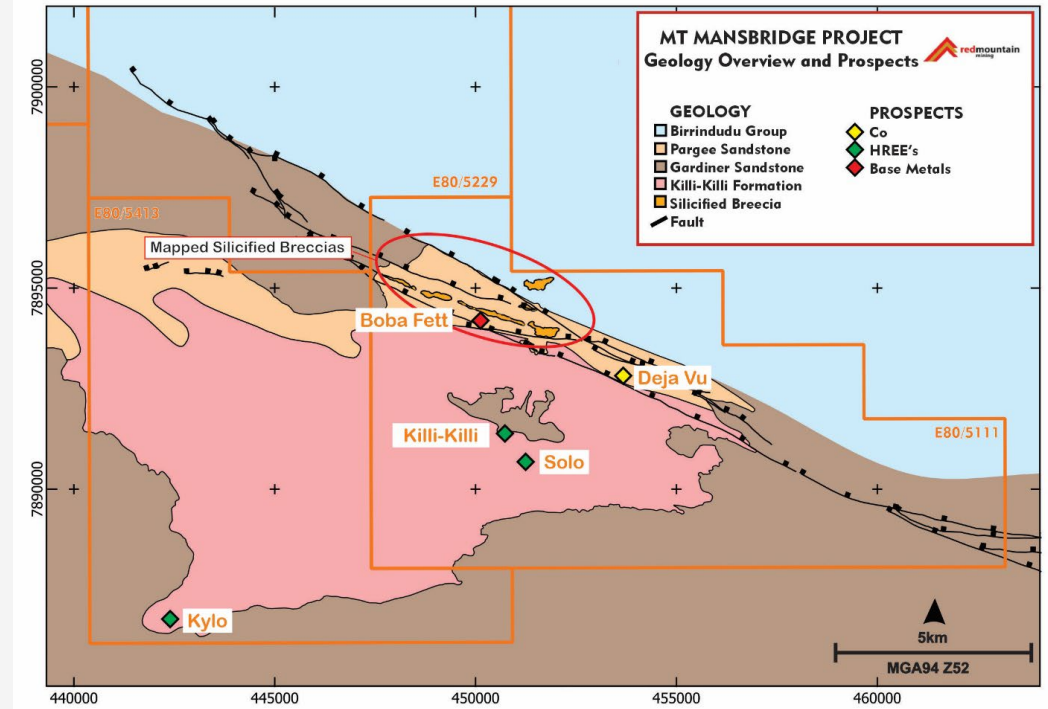 MT MANSBRIDGE PROJECT
Geology Overview and Prospects
redmountain
mining
GEOLOGY
Birrindudu Group
Pargee Sandstone
Gardiner Sandstone
Killi-Killi Formation
Silicified Breecia
Fault
PROSPECTS
Co
HREE's
Base Metals
7900000
7895000
7890000
E80/5229
E80/5413
Mapped Silicified Breccias
Boba Fett
Deja Vu
E80/5111
Killi-Killi
Solo
Kylo
5km
MGA94 Z52
440000
445000
450000
455000
460000